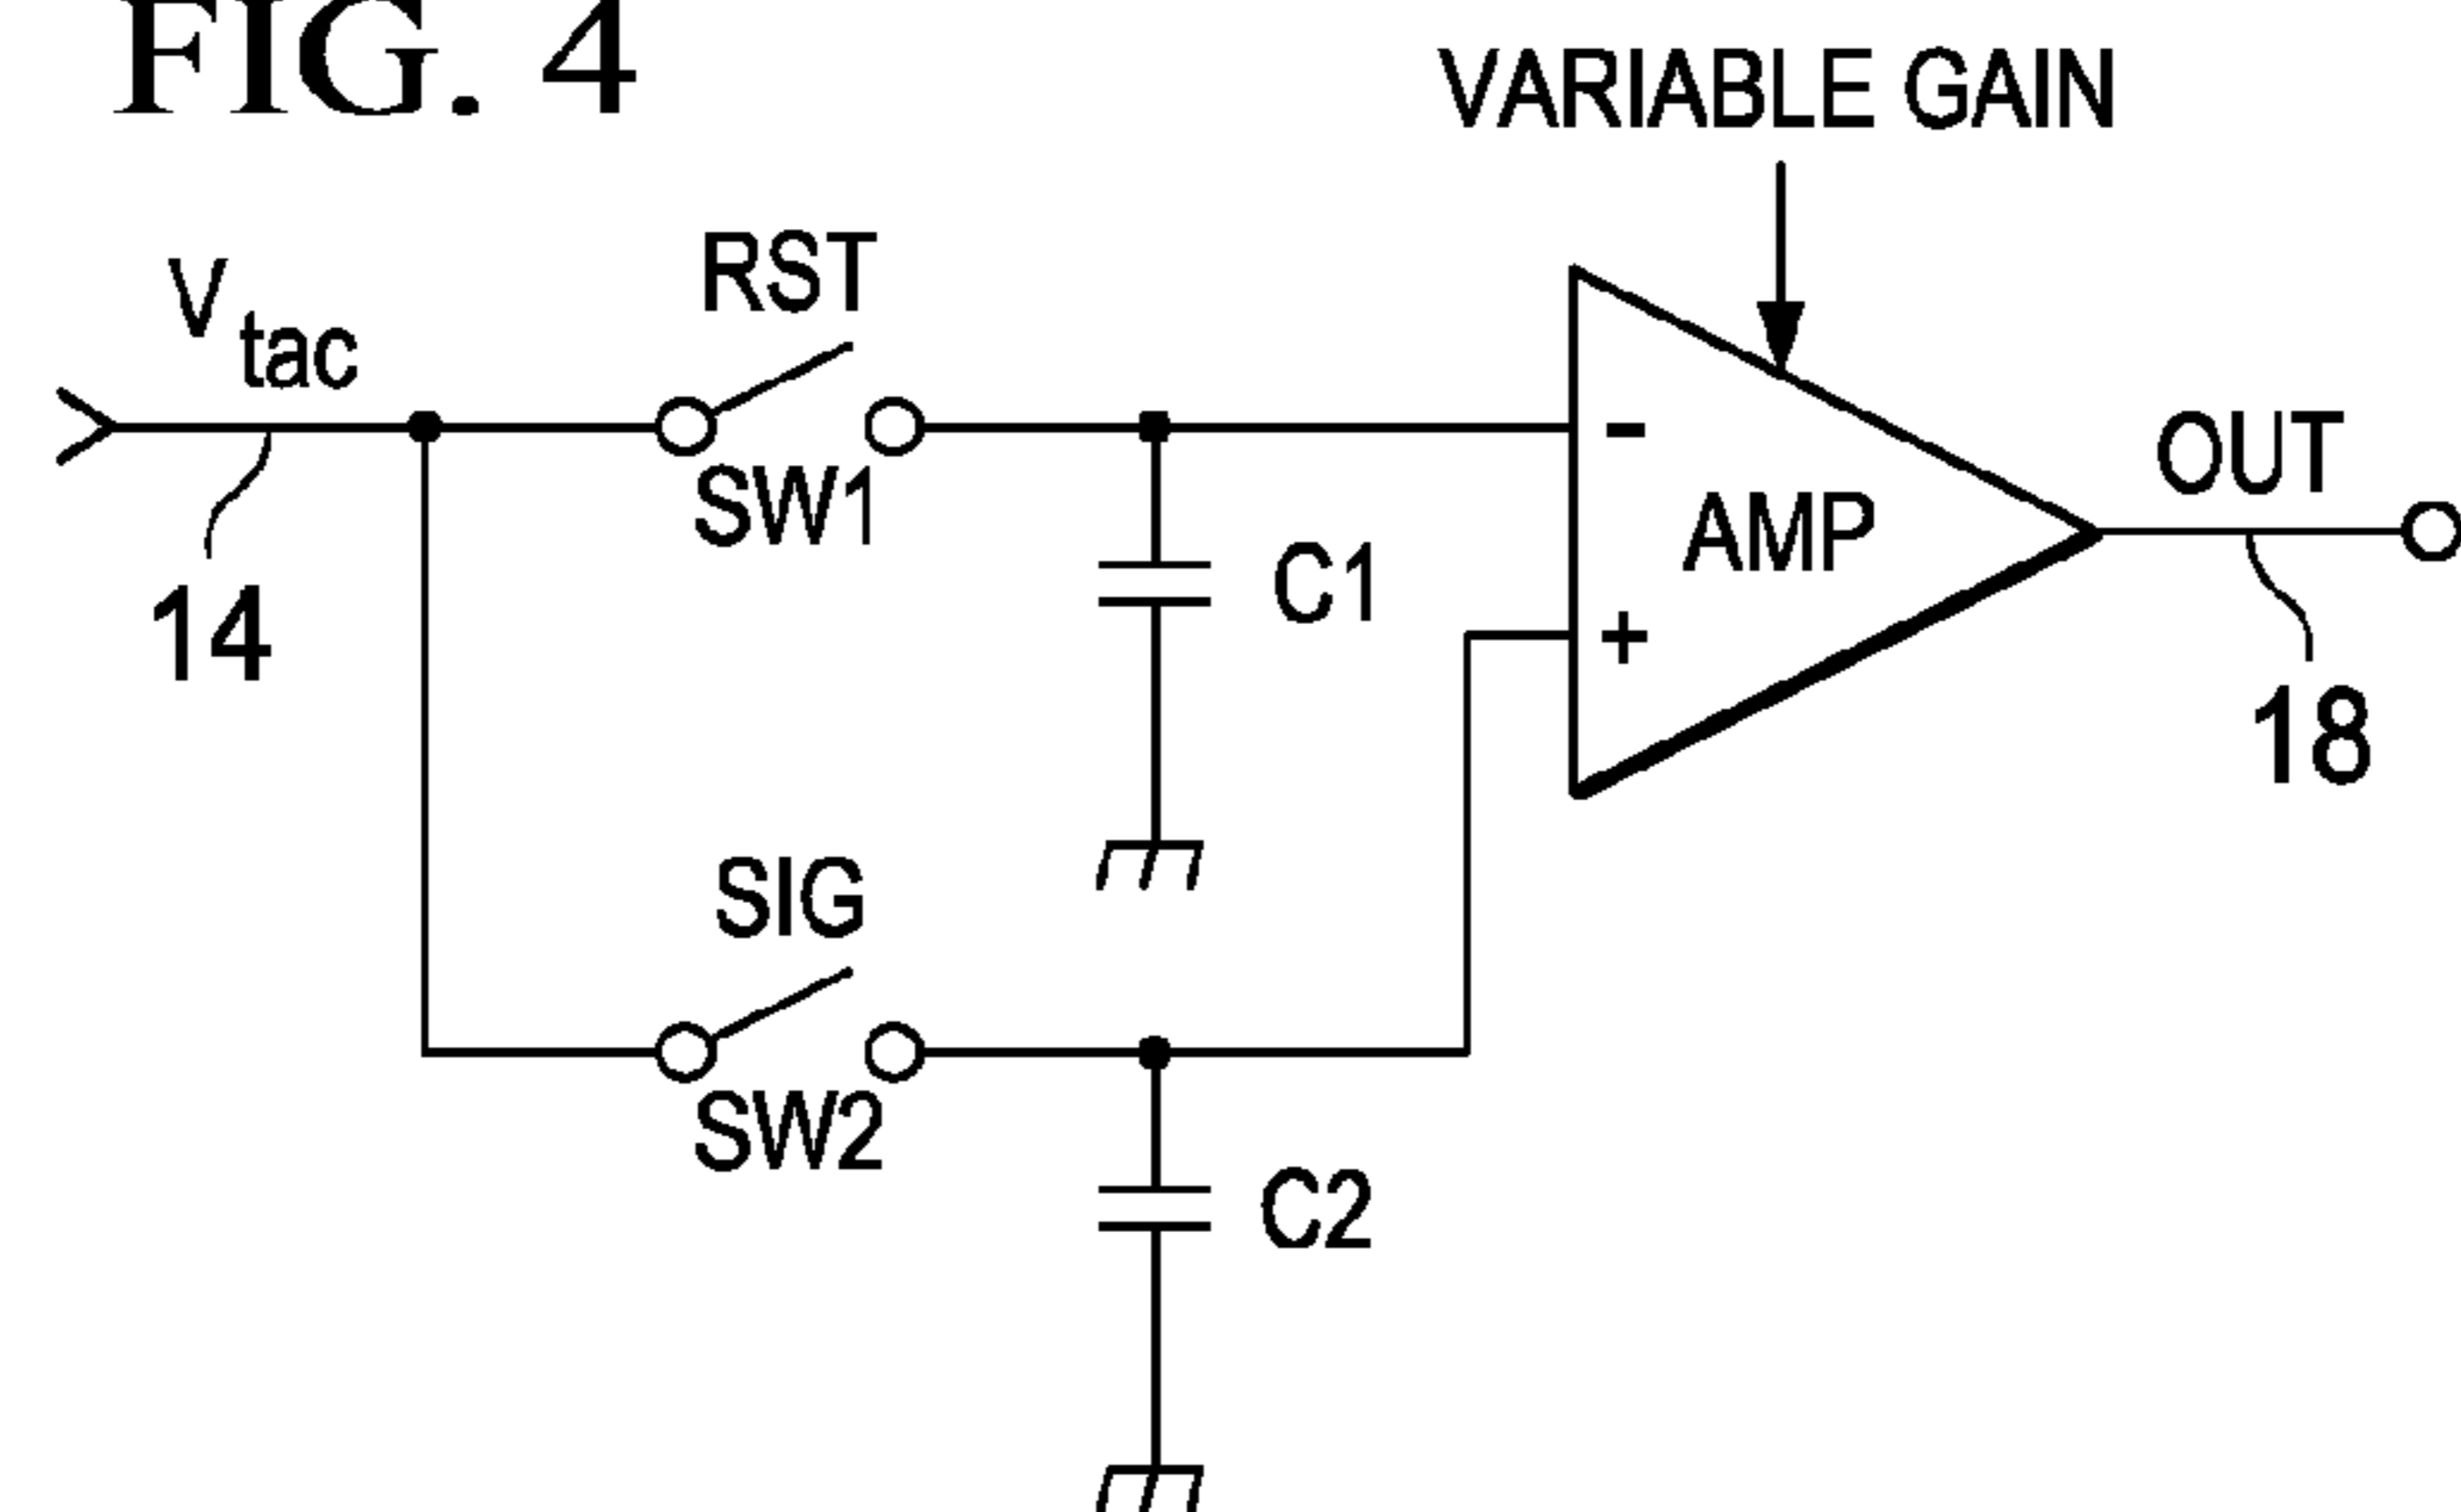 FIG. 4
VARIABLE GAIN
V tac
RST
SW1
14
C1
-
AMP
+
OUT
18
SIG
SW2
C2